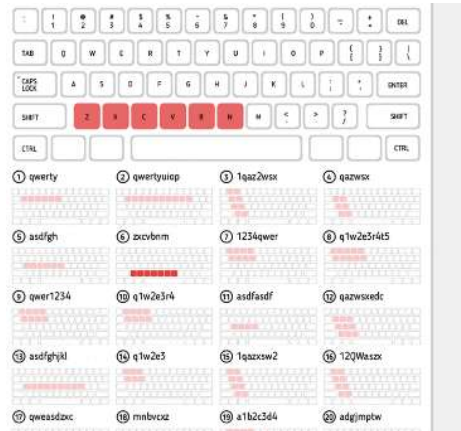 ! @ # $ % ^ & * ( ) - +
1 2 3 4 5 6 7 8 9 0 = DEL
TAB Q W E R T Y U I O P { } |
[ ] \
CAPS A S D F G H J K L ENTER
LOCK
SHIFT Z X C V B N M < > ? SHIFT
, . /
CTRL CTRL
1 qwerty 2 qwertyuiop 3 1qaz2wsx 4 qazwsx
5 asdfgh 6 zxcvbnm 7 1234qwer 8 q1w2e3r4t5
9 qwer1234 10 q1w2e3r4 11 asdfasdf 12 qazwsxedc
13 asdfghjkl 14 q1w2e3 15 1qazxsw2 16 12QWaszx
17 qweasdzxc 18 mnbvcxz 19 a1b2c3d4 20 adgjmptw